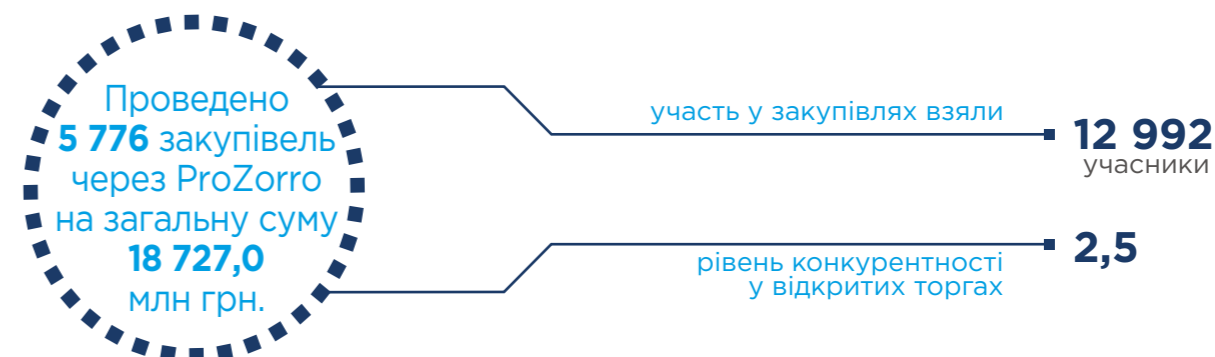 Проведено
5 776 закупівель
через ProZorro
на загальну суму
18 727,0
млн грн.
участь у закупівлях взяли
12 992
учасники
рівень конкурентності
у відкритих торгах
2,5